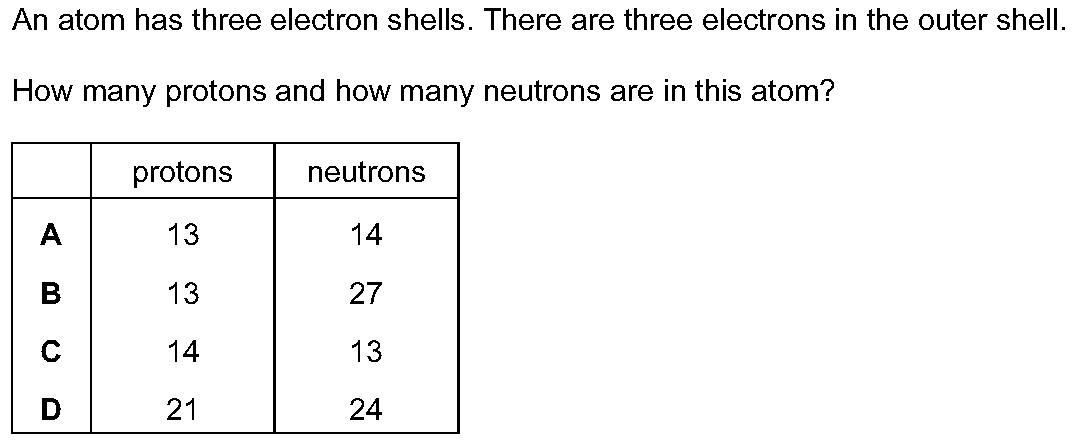 An atom has three electron shells. There are three electrons in the outer shell.
How many protons and how many neutrons are in this atom?
protons neutrons
A 13 14
B 13 27
C 14 13
D 21 24